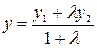 y = (y₁ + λy₂) / (1 + λ)